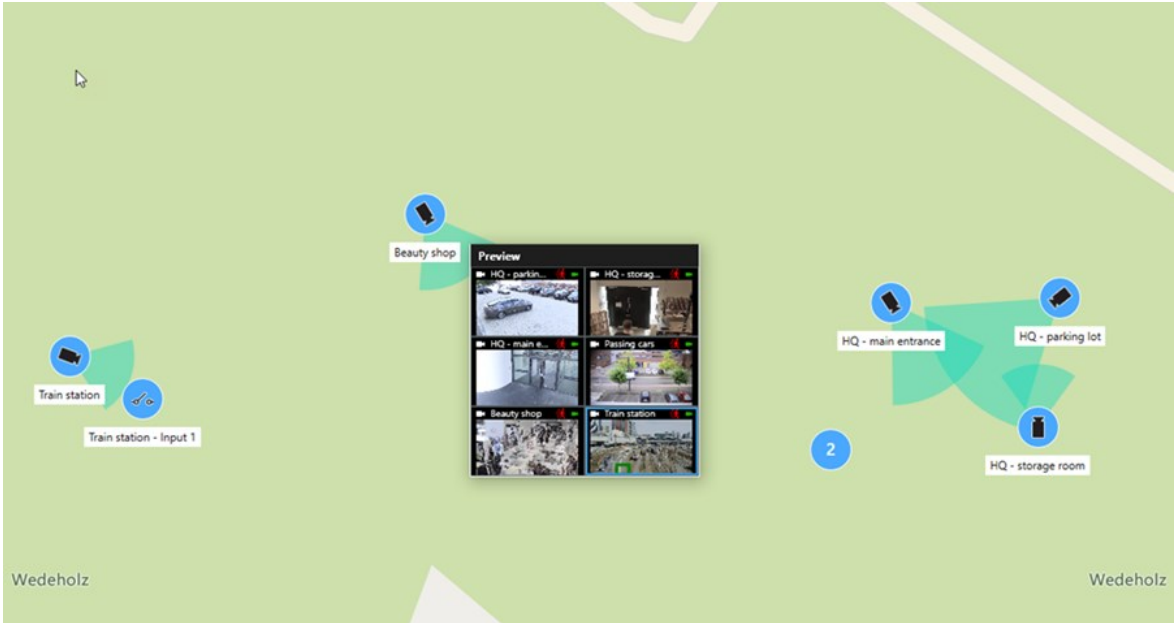 Beauty shop
Preview
HQ - parkin...
HQ - storag...
HQ - main e...
Passing cars
Beauty shop
Train station
HQ - main entrance
HQ - parking lot
Train station
Train station - Input 1
2
HQ - storage room
Wedeholz
Wedeholz